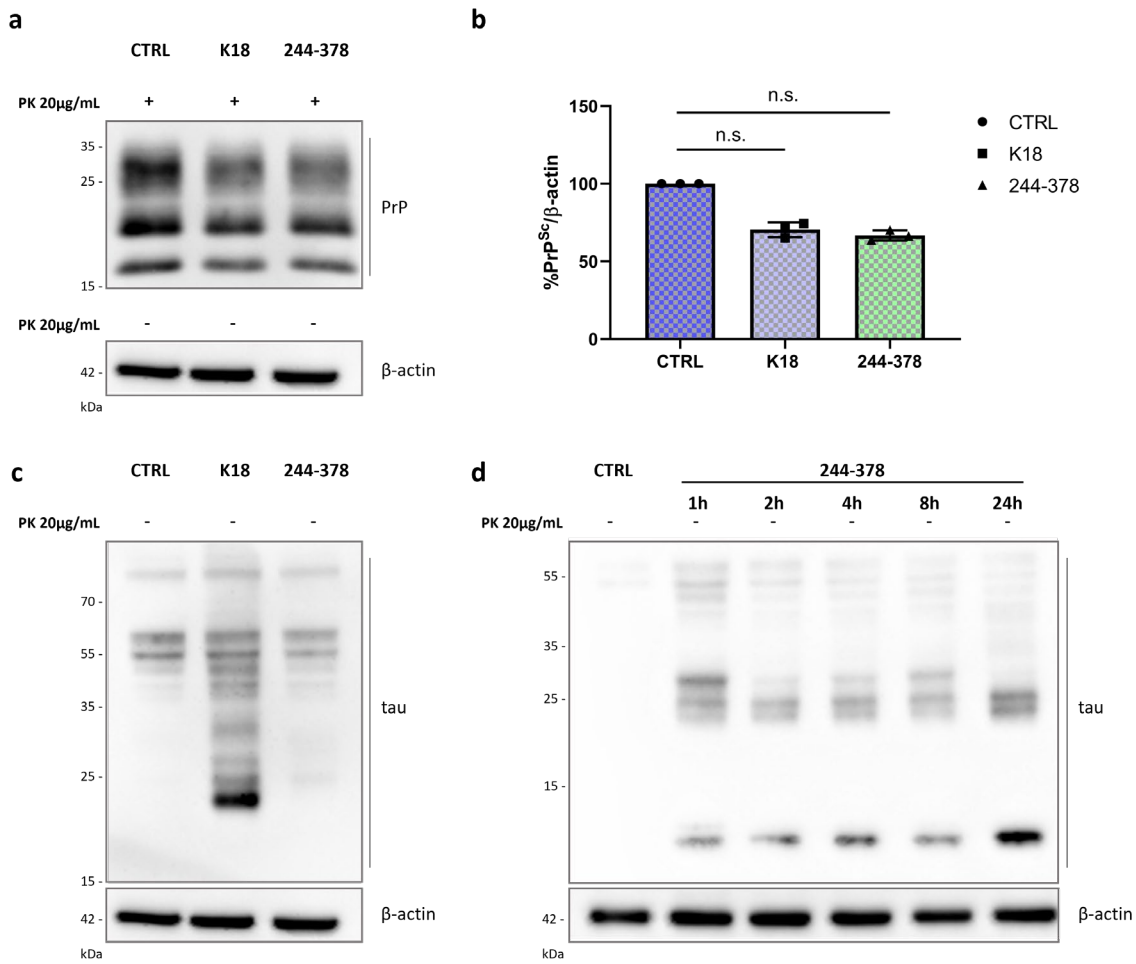 a
CTRL K18 244-378
PK 20µg/mL + + +
35 -
25 -
PrP
15 -
PK 20µg/mL - - -
42 - β-actin
kDa
b
%PrPSc/β-actin
150
100
50
0
n.s.
n.s.
CTRL K18 244-378
CTRL
K18
244-378
c
CTRL K18 244-378
PK 20µg/mL - - -
70 -
55 -
35 -
tau
25 -
15 -
42 - β-actin
kDa
d
CTRL 244-378
1h 2h 4h 8h 24h
PK 20µg/mL - - - - - -
55 -
35 -
25 -
tau
15 -
42 - β-actin
kDa